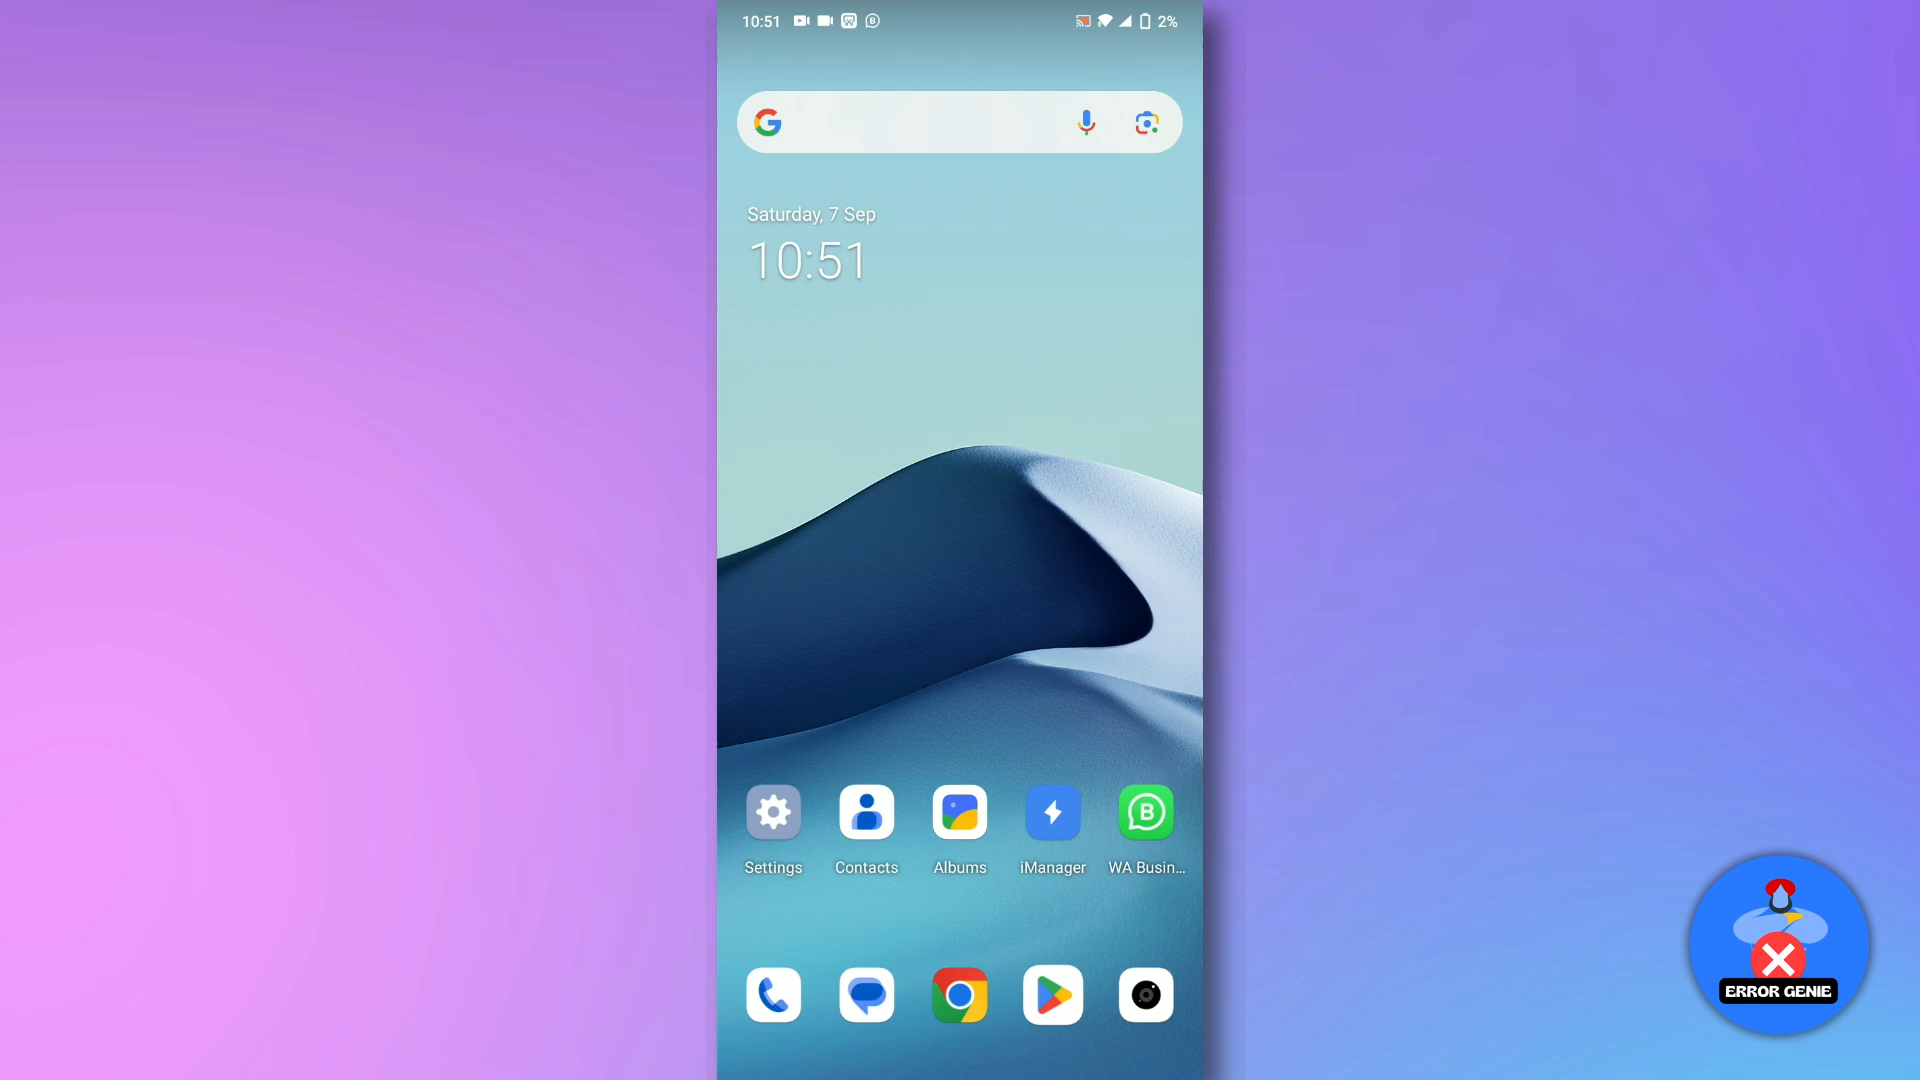 10:51
2%
Saturday, 7 Sep
10:51
Settings
Contacts
Albums
iManager
WA Busin...
ERROR GENIE